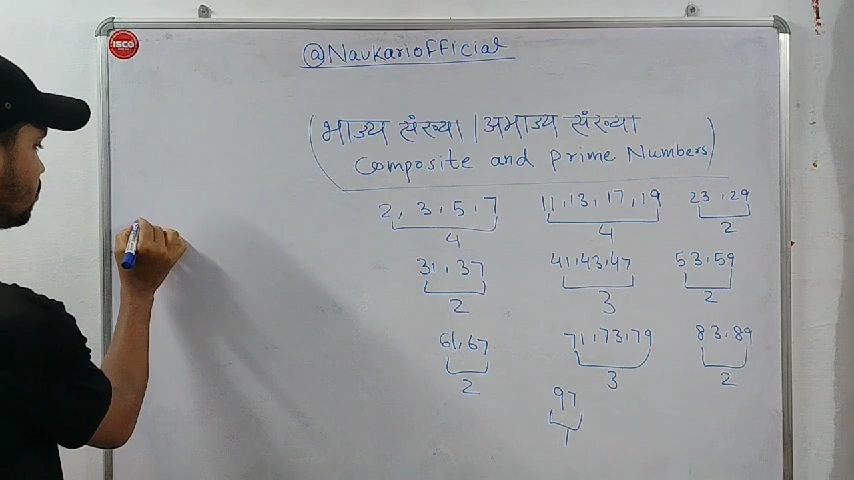 ISCO
@Naukariofficial
(भाज्य संख्या | अभाज्य संख्या
Composite and Prime Numbers)
2, 3, 5, 7 11, 13, 17, 19 23, 29
4 4 2
31, 37 41, 43, 47 53, 59
2 3 2
61, 67 71, 73, 79 83, 89
2 3 2
97
1